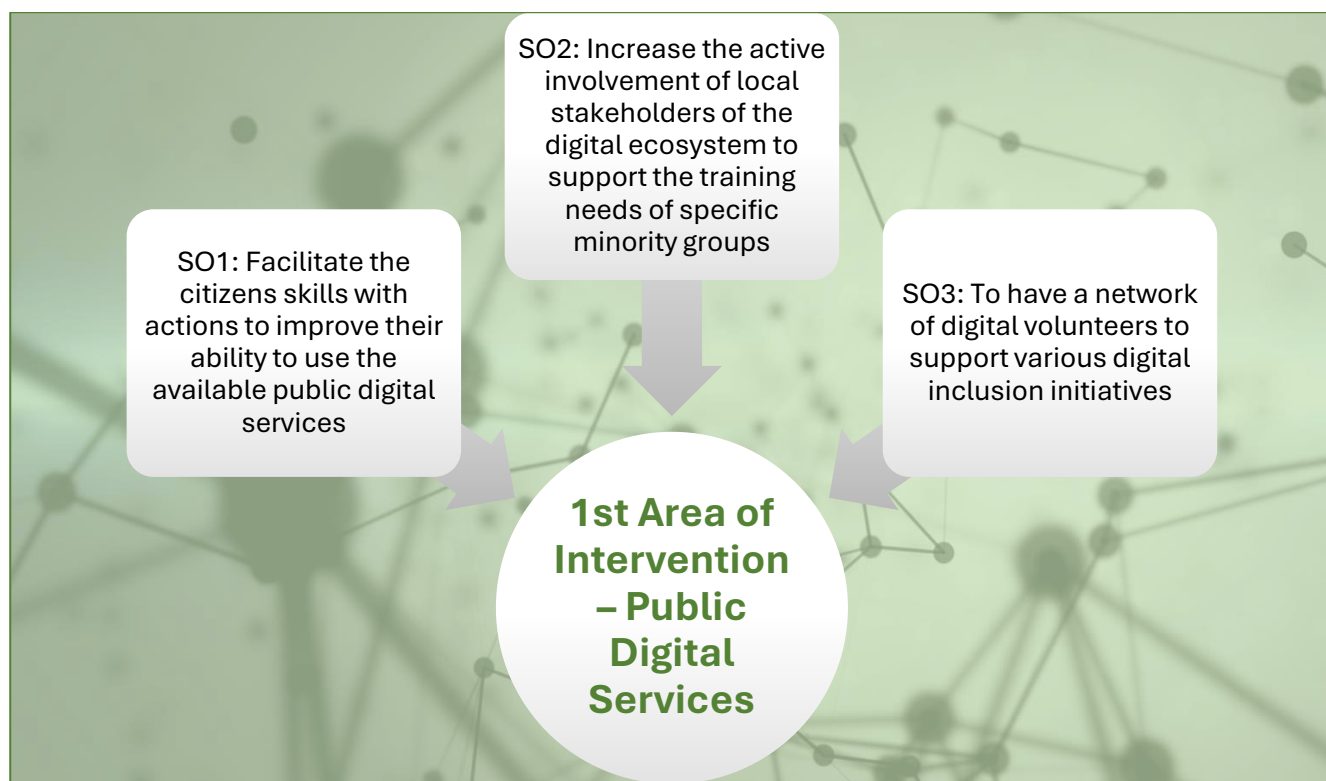 SO2: Increase the active
involvement of local
stakeholders of the
digital ecosystem to
support the training
needs of specific
minority groups
SO1: Facilitate the
citizens skills with
actions to improve their
ability to use the
available public digital
services
SO3: To have a network
of digital volunteers to
support various digital
inclusion initiatives
1st Area of
Intervention
– Public
Digital
Services